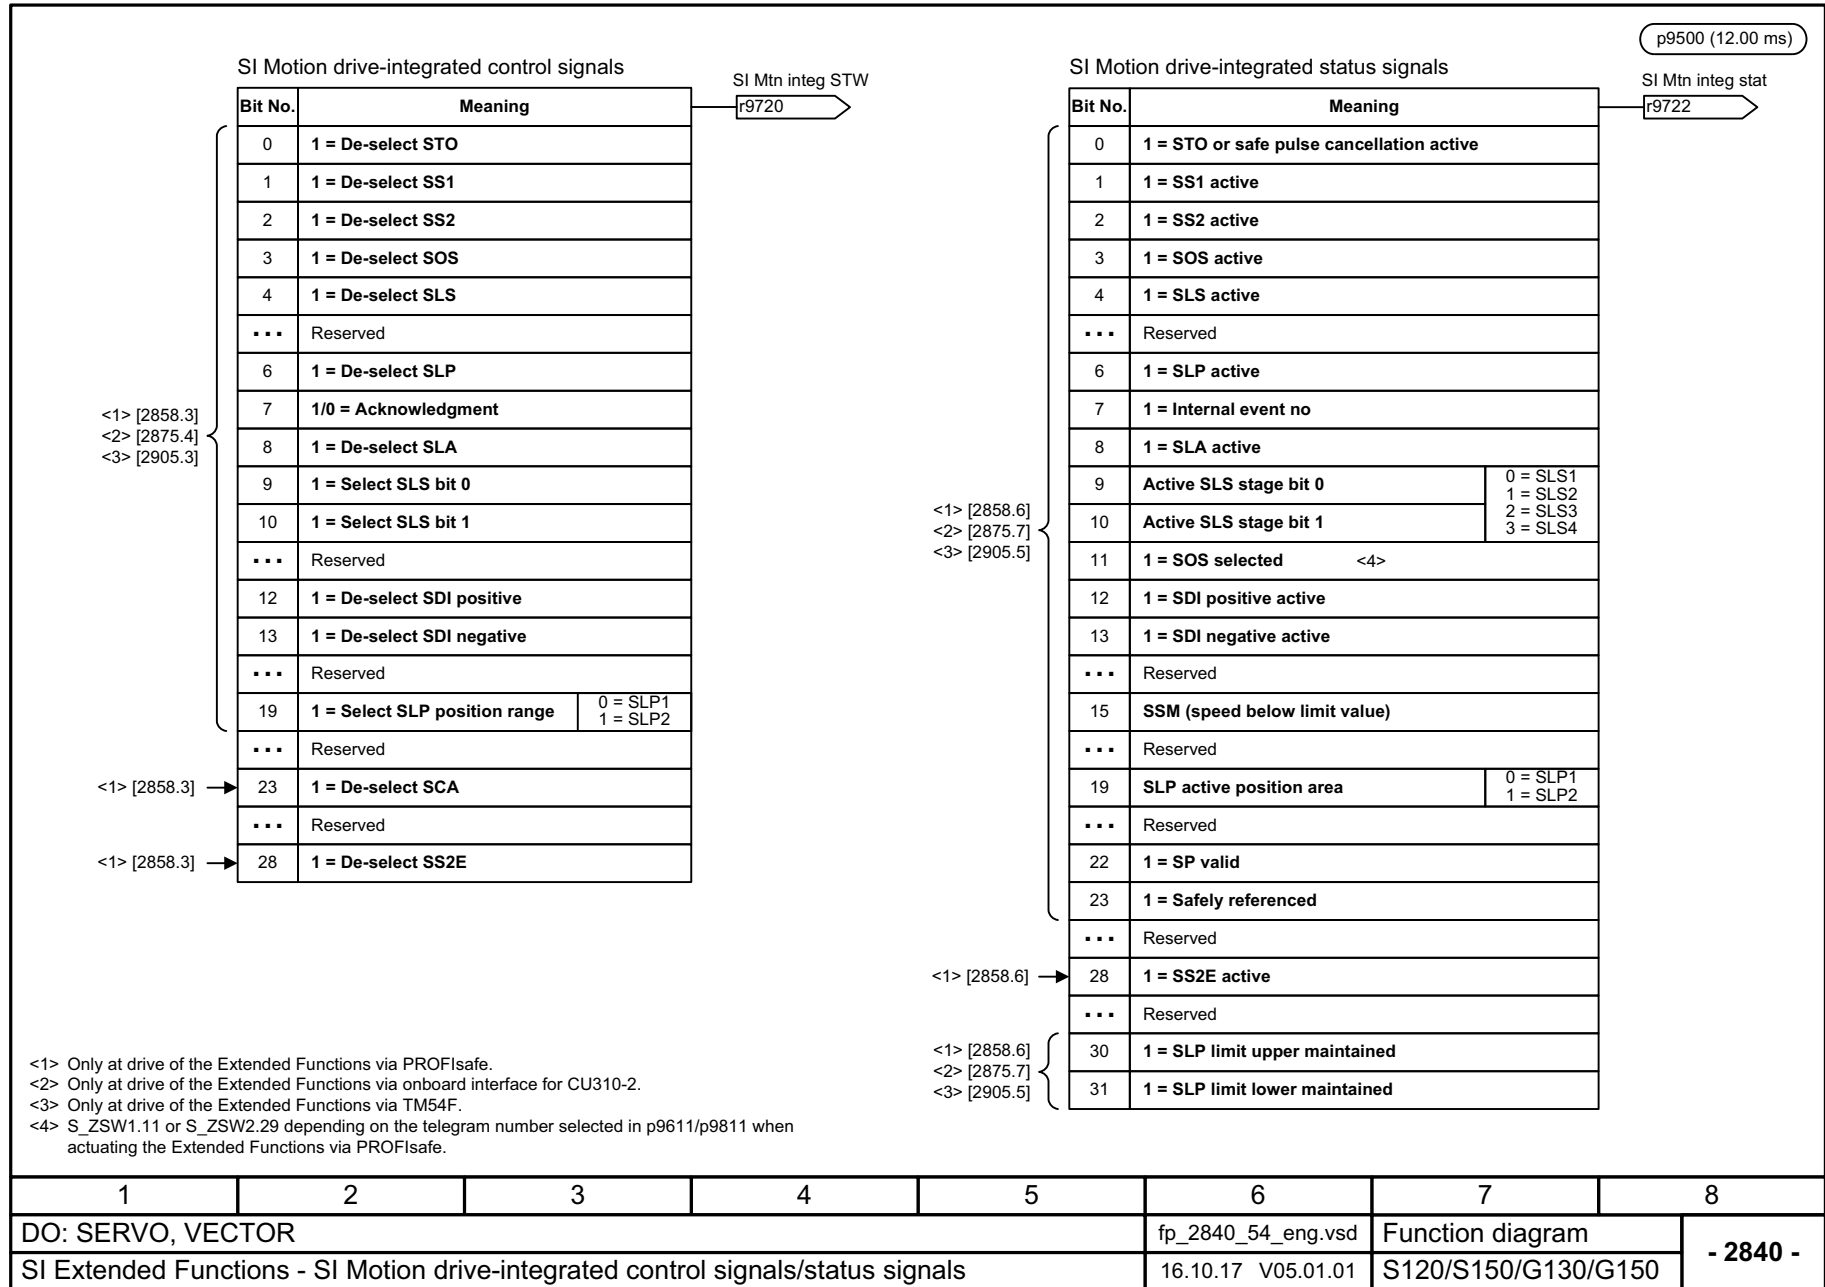 p9500 (12.00 ms)
SI Motion drive-integrated control signals
SI Mtn integ STW
r9720
Bit No. Meaning
0 1 = De-select STO
1 1 = De-select SS1
2 1 = De-select SS2
3 1 = De-select SOS
4 1 = De-select SLS
... Reserved
6 1 = De-select SLP
7 1/0 = Acknowledgment
8 1 = De-select SLA
9 1 = Select SLS bit 0
10 1 = Select SLS bit 1
... Reserved
12 1 = De-select SDI positive
13 1 = De-select SDI negative
... Reserved
19 1 = Select SLP position range
0 = SLP1
1 = SLP2
... Reserved
23 1 = De-select SCA
... Reserved
28 1 = De-select SS2E
<1> [2858.3]
<2> [2875.4]
<3> [2905.3]
<1> [2858.3]
<1> [2858.3]
SI Motion drive-integrated status signals
SI Mtn integ stat
r9722
Bit No. Meaning
0 1 = STO or safe pulse cancellation active
1 1 = SS1 active
2 1 = SS2 active
3 1 = SOS active
4 1 = SLS active
... Reserved
6 1 = SLP active
7 1 = Internal event no
8 1 = SLA active
9 Active SLS stage bit 0
10 Active SLS stage bit 1
0 = SLS1
1 = SLS2
2 = SLS3
3 = SLS4
11 1 = SOS selected <4>
12 1 = SDI positive active
13 1 = SDI negative active
... Reserved
15 SSM (speed below limit value)
... Reserved
19 SLP active position area
0 = SLP1
1 = SLP2
... Reserved
22 1 = SP valid
23 1 = Safely referenced
... Reserved
28 1 = SS2E active
... Reserved
30 1 = SLP limit upper maintained
31 1 = SLP limit lower maintained
<1> [2858.6]
<2> [2875.7]
<3> [2905.5]
<1> [2858.6]
<1> [2858.6]
<2> [2875.7]
<3> [2905.5]
<1> Only at drive of the Extended Functions via PROFIsafe.
<2> Only at drive of the Extended Functions via onboard interface for CU310-2.
<3> Only at drive of the Extended Functions via TM54F.
<4> S_ZSW1.11 or S_ZSW2.29 depending on the telegram number selected in p9611/p9811 when
actuating the Extended Functions via PROFIsafe.
1 2 3 4 5 6 7 8
DO: SERVO, VECTOR
fp_2840_54_eng.vsd
Function diagram
- 2840 -
SI Extended Functions - SI Motion drive-integrated control signals/status signals
16.10.17 V05.01.01
S120/S150/G130/G150